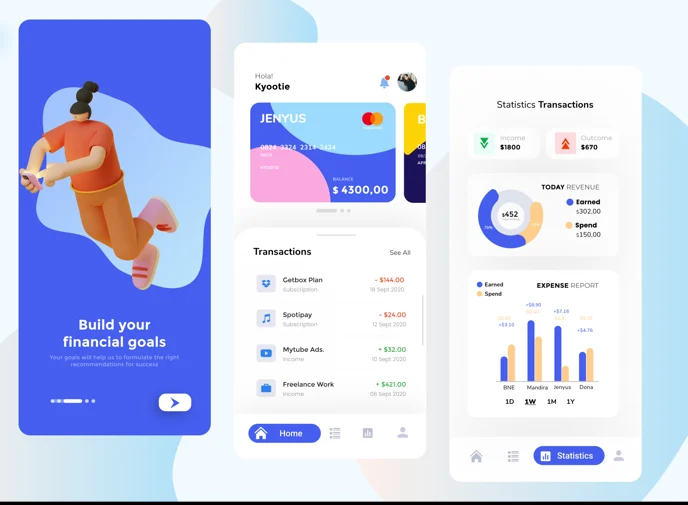 Build your
financial goals
Your goals will help us to formulate the right
recommendations for success
Hola!
Kyootie
JENYUS
0824 3324 2314 2424
BALANCE
$ 4300,00
B
Transactions
See All
Getbox Plan
- $144.00
Subscription
18 Sept 2020
Spotipay
- $24.00
Subscription
12 Sept 2020
Mytube Ads.
+ $32.00
Income
10 Sept 2020
Freelance Work
+ $421.00
Income
06 Sept 2020
Home
Statistics Transactions
Income
$1800
Outcome
$670
TODAY REVENUE
$452
Earned
$302,00
Spend
$150,00
Earned
Spend
EXPENSE REPORT
+$3,10
+$8,90
+$7,18
+$4,76
BNE Mandira Jenyus Dona
1D 1W 1M 1Y
Statistics